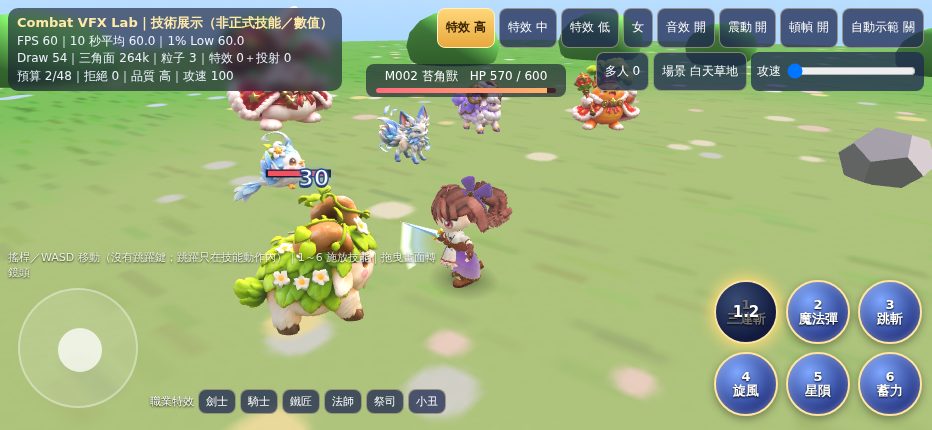 Combat VFX Lab｜技術展示（非正式技能／數值）
FPS 60｜10 秒平均 60.0｜1% Low 60.0
Draw 54｜三角面 264k｜粒子 3｜特效 0＋投射 0
預算 2/48｜拒絕 0｜品質 高｜攻速 100
特效 高
特效 中
特效 低
女
音效 開
震動 開
頓幀 開
自動示範 關
M002 苔角獸 HP 570 / 600
多人 0
場景 白天草地
攻速
30
搖桿／WASD 移動（沒有跳躍鍵；跳躍只在技能動作內）｜1～6 施放技能｜拖曳畫面轉
鏡頭
1
1.2
三連斬
2
魔法彈
3
跳斬
4
旋風
5
星隕
6
蓄力
職業特效
劍士
騎士
鐵匠
法師
祭司
小丑